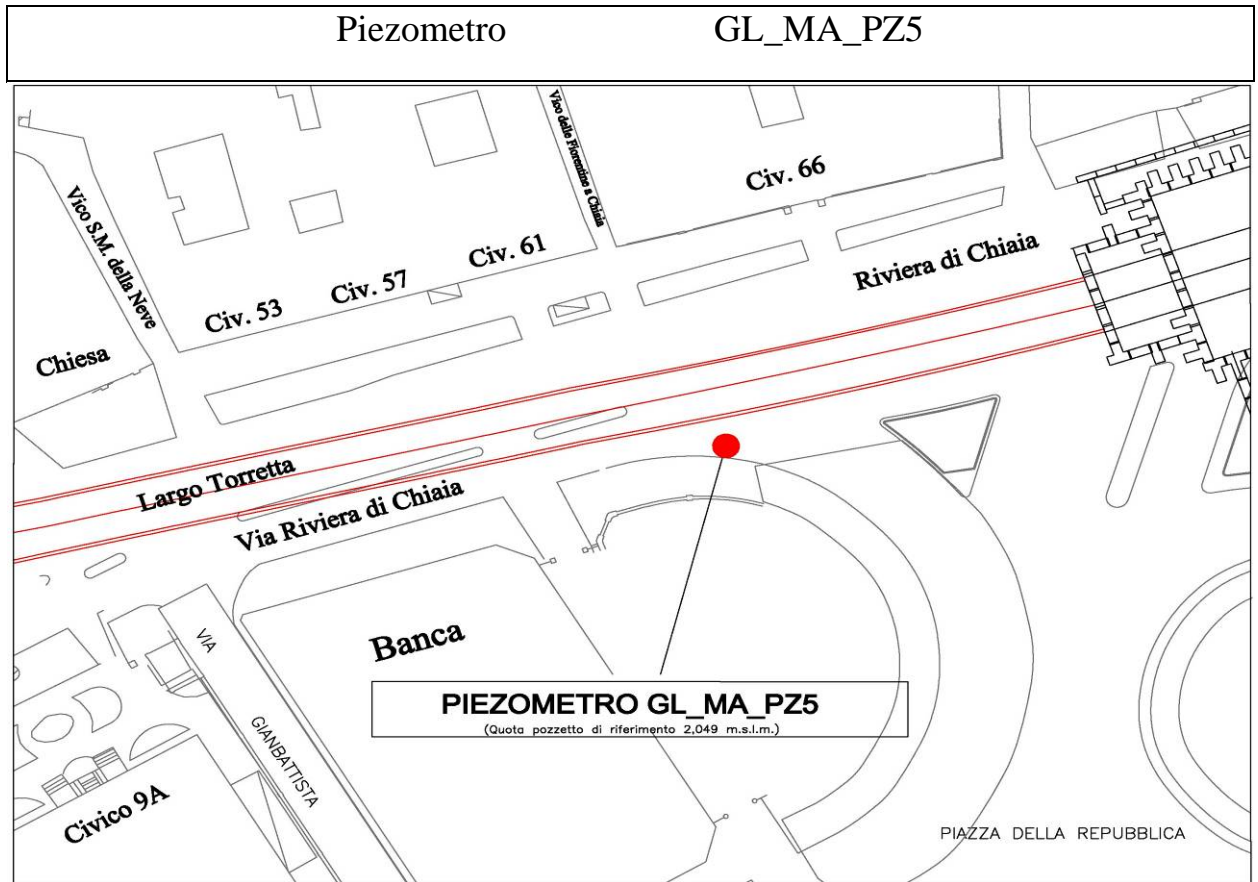 Piezometro GL_MA_PZ5
Vico delle Fiorentine a Chiaia
Civ. 66
Vico S.M. della Neve
Civ. 61
Riviera di Chiaia
Civ. 57
Civ. 53
Chiesa
Largo Torretta
Via Riviera di Chiaia
VIA
GIANBATTISTA
Banca
PIEZOMETRO GL_MA_PZ5
(Quota pozzetto di riferimento 2,049 m.s.l.m.)
Civico 9A
PIAZZA DELLA REPUBBLICA